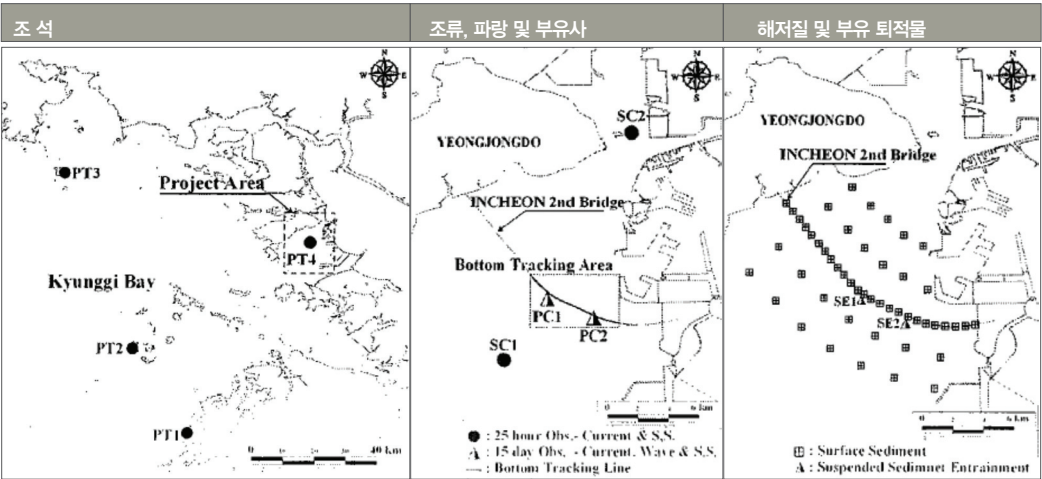 조 석
조류, 파랑 및 부유사
해저질 및 부유 퇴적물
N
W E
S
PT3
Project Area
PT4
Kyunggi Bay
PT2
PT1
0 40 km
N
W E
S
SC2
YEONGJONGDO
INCHEON 2nd Bridge
Bottom Tracking Area
PC1
PC2
SC1
0 6 km
: 25 hour Obs.- Current & S.S.
: 15 day Obs. - Current, Wave & S.S.
: Bottom Tracking Line
N
W E
S
YEONGJONGDO
INCHEON 2nd Bridge
SE1
SE2
0 6 km
: Surface Sediment
: Suspended Sedimnet Entrainment